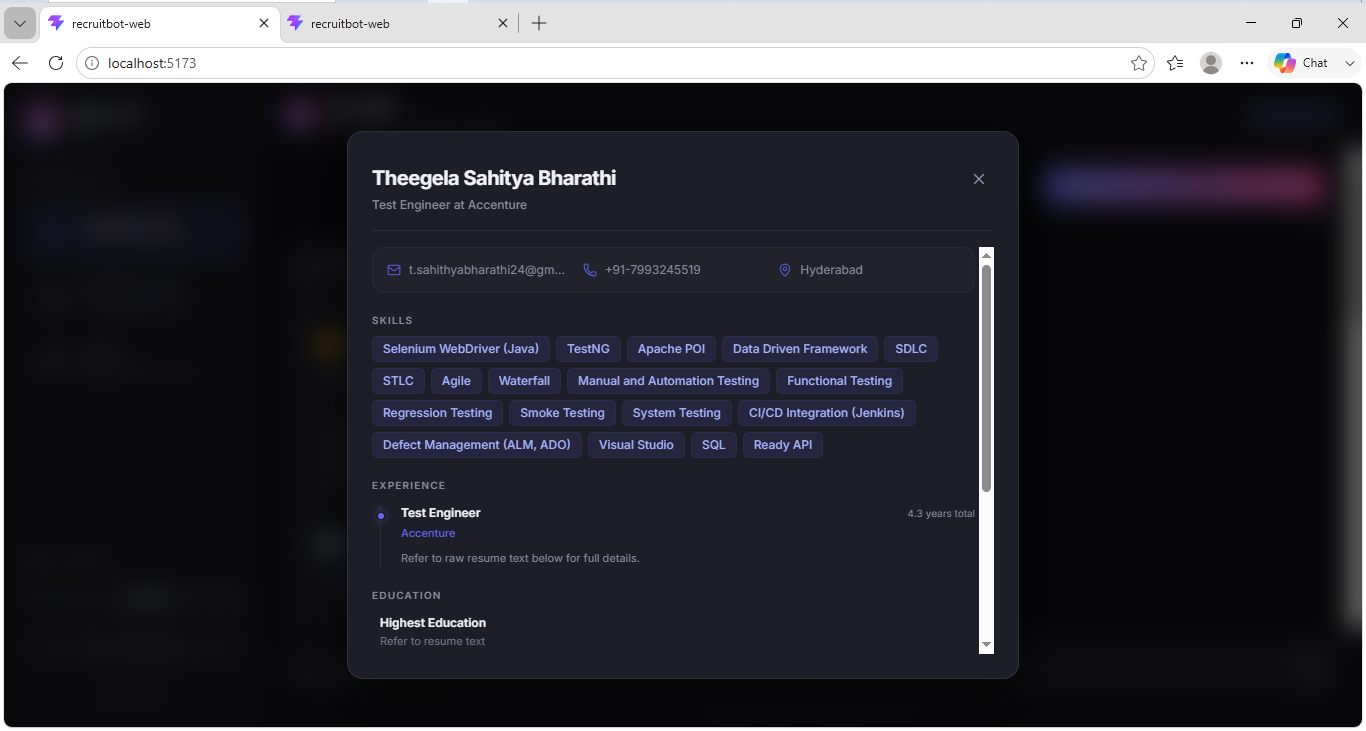 recruitbot-web
recruitbot-web
localhost:5173
Chat
Theegela Sahitya Bharathi
Test Engineer at Accenture
t.sahithyabharathi24@gm... +91-7993245519 Hyderabad
SKILLS
Selenium WebDriver (Java) TestNG Apache POI Data Driven Framework SDLC
STLC Agile Waterfall Manual and Automation Testing Functional Testing
Regression Testing Smoke Testing System Testing CI/CD Integration (Jenkins)
Defect Management (ALM, ADO) Visual Studio SQL Ready API
EXPERIENCE
Test Engineer 4.3 years total
Accenture
Refer to raw resume text below for full details.
EDUCATION
Highest Education
Refer to resume text